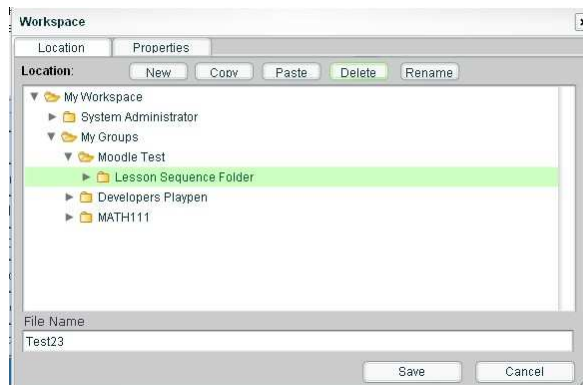 Workspace
Location Properties
Location: New Copy Paste Delete Rename
My Workspace
System Administrator
My Groups
Moodle Test
Lesson Sequence Folder
Developers Playpen
MATH111
File Name
Test23
Save Cancel